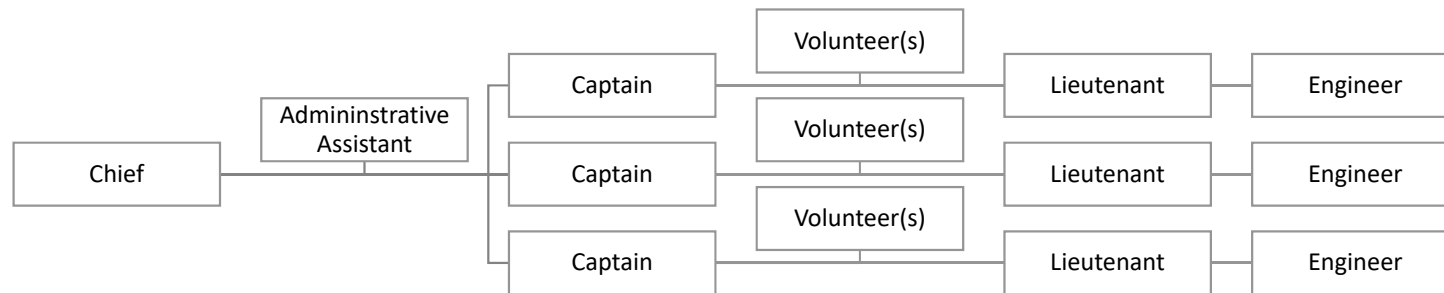 Volunteer(s)
Captain
Lieutenant
Engineer
Admininstrative
Assistant
Volunteer(s)
Chief
Captain
Lieutenant
Engineer
Volunteer(s)
Captain
Lieutenant
Engineer